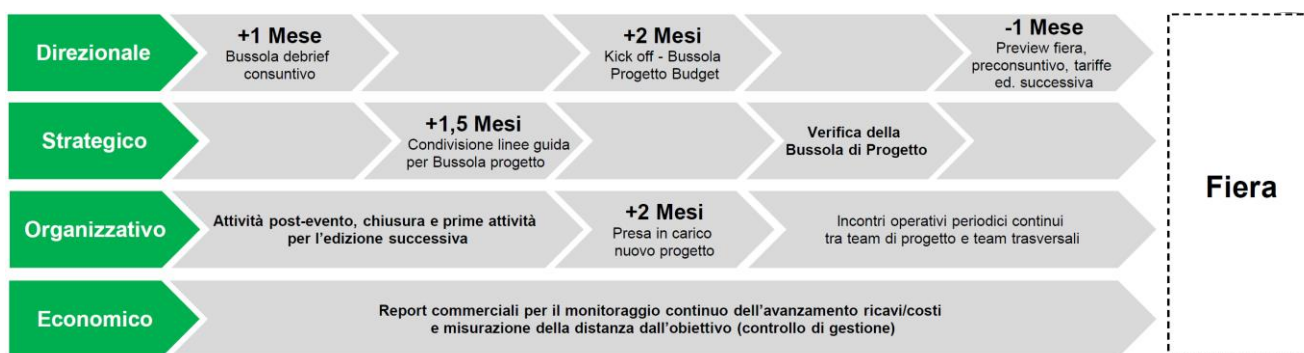 Direzionale
+1 Mese
Bussola debrief
consuntivo
+2 Mesi
Kick off - Bussola
Progetto Budget
-1 Mese
Preview fiera,
preconsuntivo, tariffe
ed. successiva
Strategico
+1,5 Mesi
Condivisione linee guida
per Bussola progetto
Verifica della
Bussola di Progetto
Organizzativo
Attività post-evento, chiusura e prime attività
per l'edizione successiva
+2 Mesi
Presa in carico
nuovo progetto
Incontri operativi periodici continui
tra team di progetto e team trasversali
Economico
Report commerciali per il monitoraggio continuo dell'avanzamento ricavi/costi
e misurazione della distanza dall'obiettivo (controllo di gestione)
Fiera